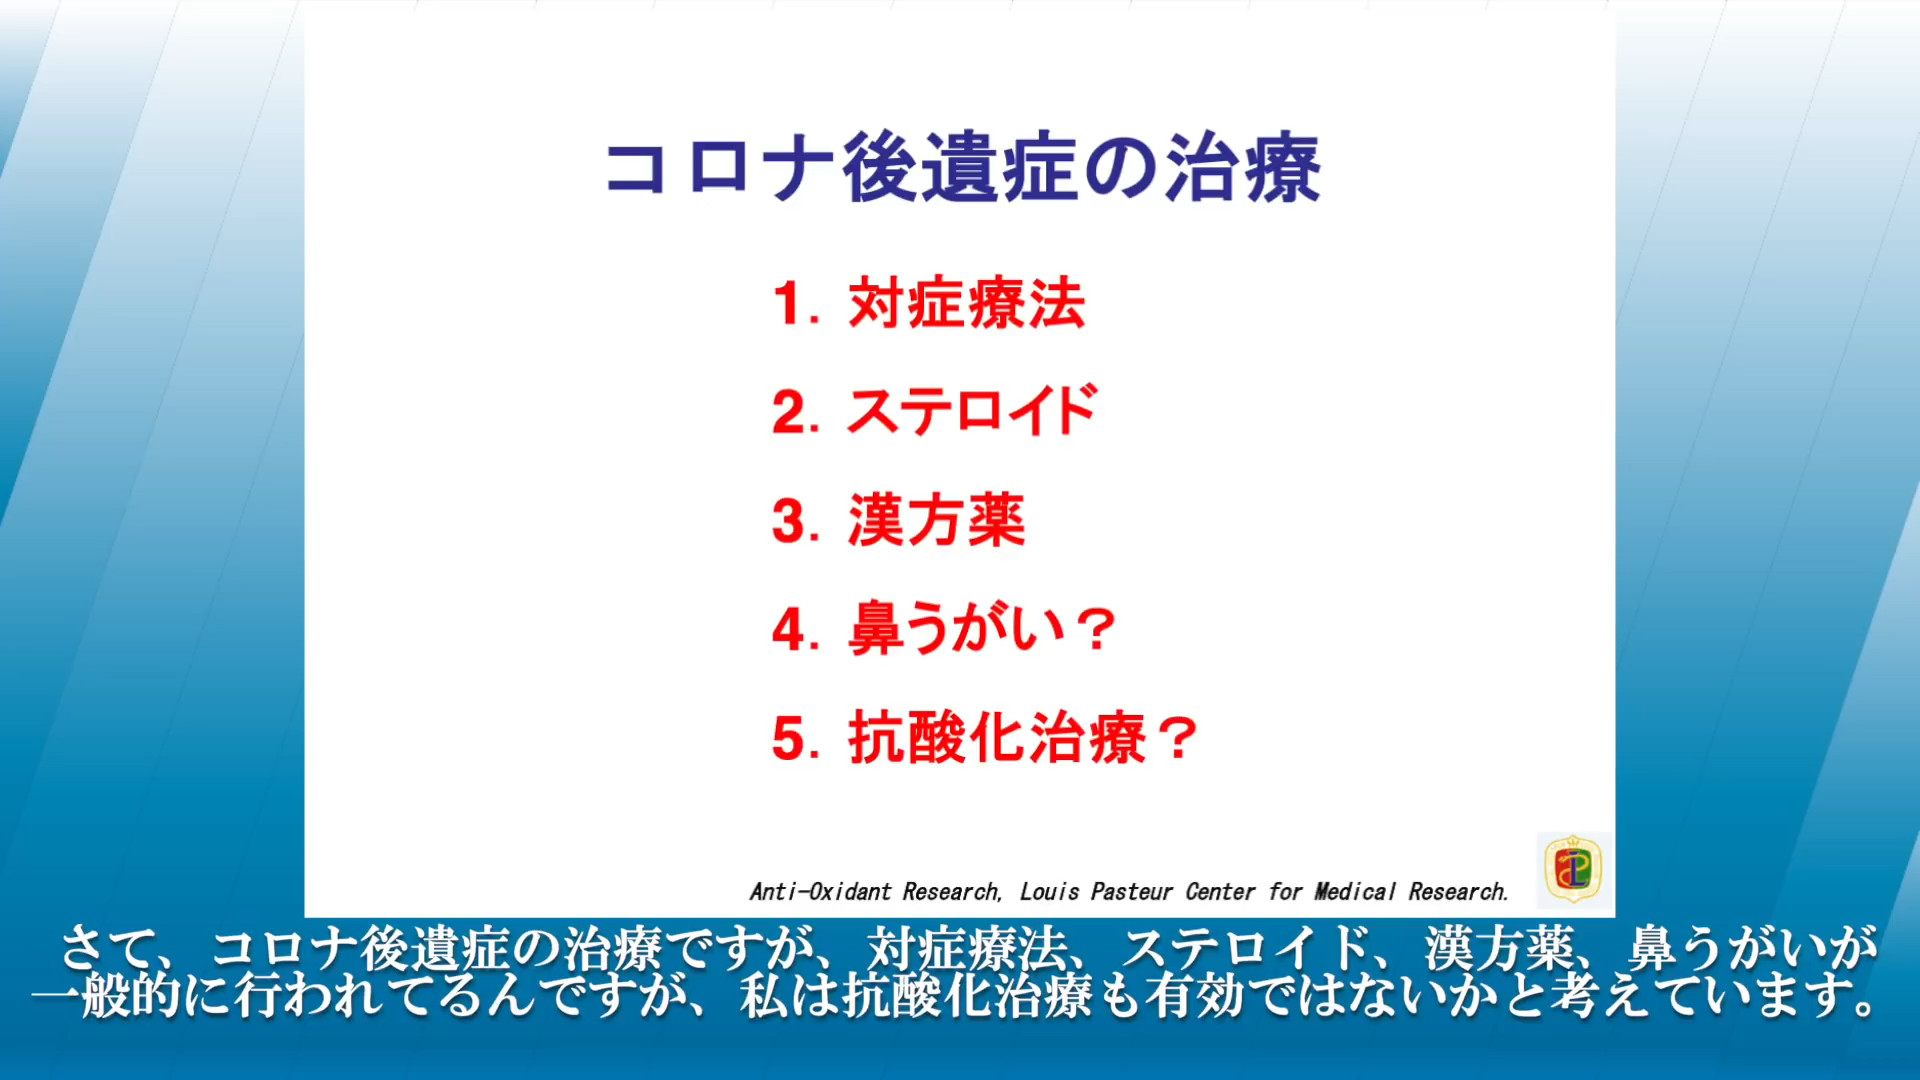 コロナ後遺症の治療
1. 対症療法
2. ステロイド
3. 漢方薬
4. 鼻うがい？
5. 抗酸化治療？
Anti-Oxidant Research, Louis Pasteur Center for Medical Research.
さて、コロナ後遺症の治療ですが、対症療法、ステロイド、漢方薬、鼻うがいが
一般的に行われてるんですが、私は抗酸化治療も有効ではないかと考えています。